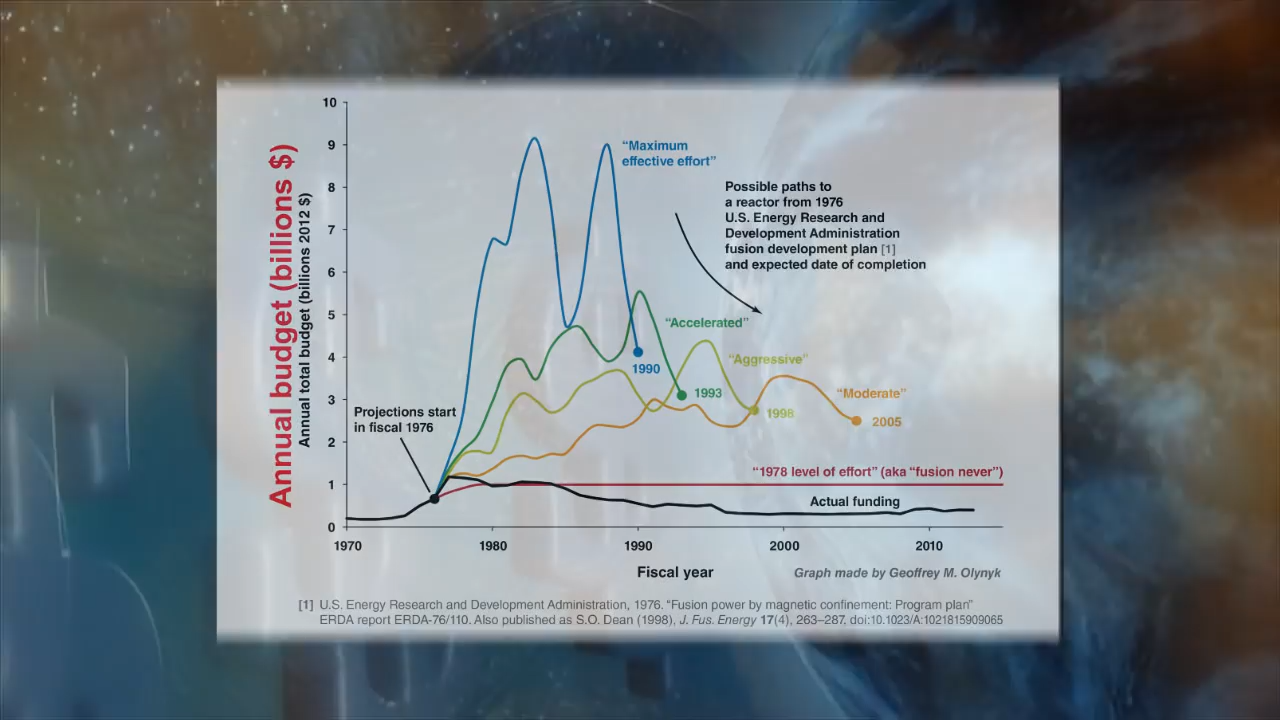 Annual budget (billions $)
Annual total budget (billions 2012 $)
10
9
8
7
6
5
4
3
2
1
0
"Maximum
effective effort"
Possible paths to
a reactor from 1976
U.S. Energy Research and
Development Administration
fusion development plan [1]
and expected date of completion
"Accelerated"
"Aggressive"
1990
1993
"Moderate"
1998
2005
Projections start
in fiscal 1976
"1978 level of effort" (aka "fusion never")
Actual funding
1970
1980
1990
2000
2010
Fiscal year
Graph made by Geoffrey M. Olynyk
[1] U.S. Energy Research and Development Administration, 1976. "Fusion power by magnetic confinement: Program plan"
ERDA report ERDA-76/110. Also published as S.O. Dean (1998), J. Fus. Energy 17(4), 263–287, doi:10.1023/A:1021815909065